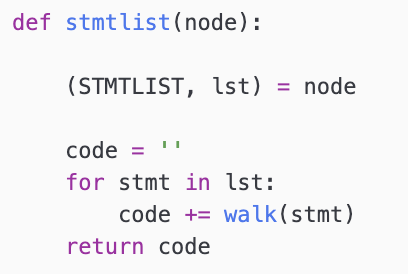 def stmtlist(node):
    (STMTLIST, lst) = node
    code = ''
    for stmt in lst:
        code += walk(stmt)
    return code